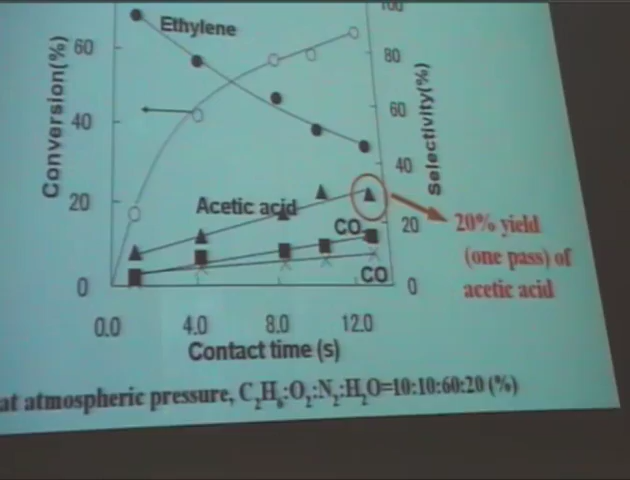 100
Ethylene
60
80
Conversion(%)
Selectivity(%)
60
40
40
Acetic acid
20
CO
20
20% yield
(one pass) of
acetic acid
CO
0
0
0.0 4.0 8.0 12.0
Contact time (s)
at atmospheric pressure, C2H6:O2:N2:H2O=10:10:60:20 (%)